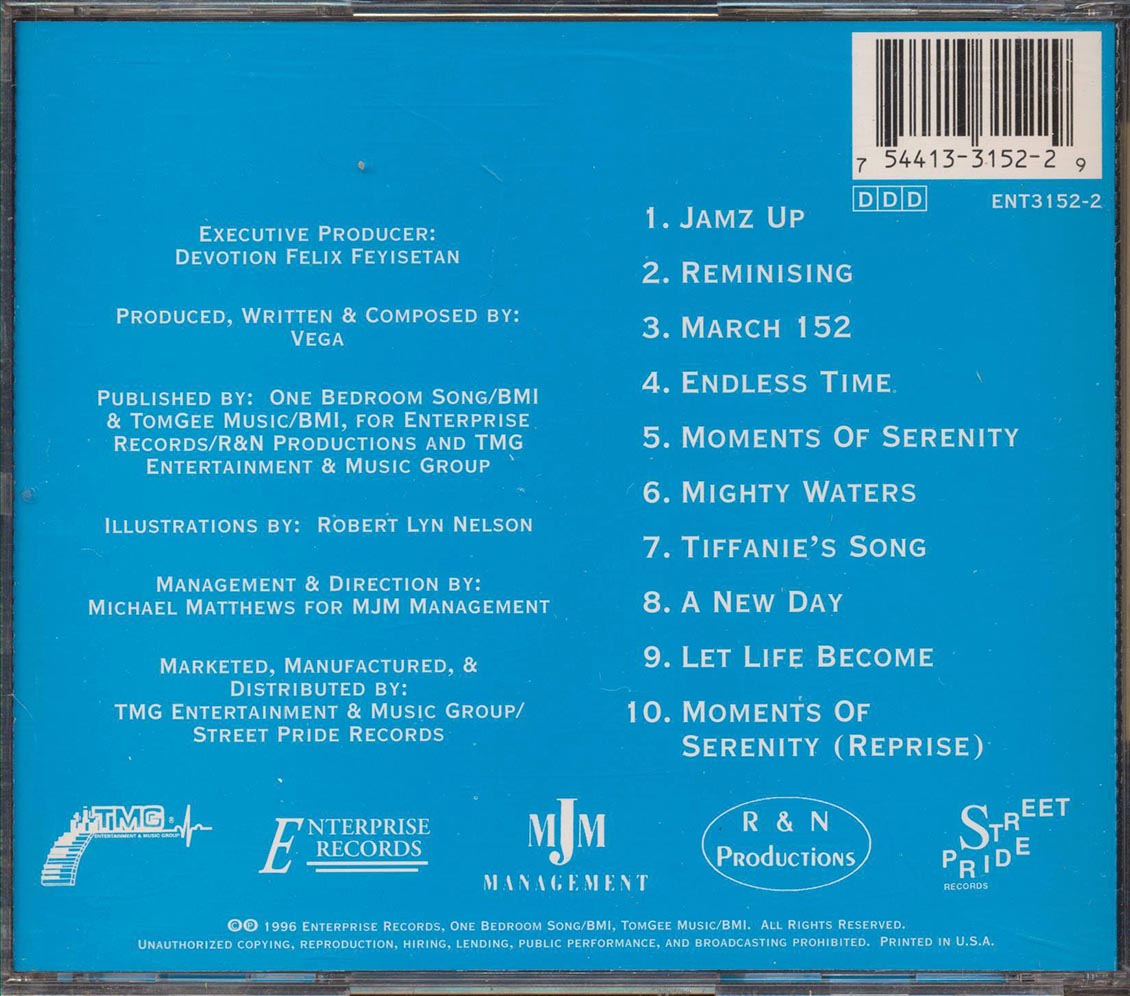 7 54413-3152-2 9
DDD
ENT3152-2
EXECUTIVE PRODUCER:
DEVOTION FELIX FEYISETAN
PRODUCED, WRITTEN & COMPOSED BY:
VEGA
PUBLISHED BY: ONE BEDROOM SONG/BMI
& TOMGEE MUSIC/BMI, FOR ENTERPRISE
RECORDS/R&N PRODUCTIONS AND TMG
ENTERTAINMENT & MUSIC GROUP
ILLUSTRATIONS BY: ROBERT LYN NELSON
MANAGEMENT & DIRECTION BY:
MICHAEL MATTHEWS FOR MJM MANAGEMENT
MARKETED, MANUFACTURED, &
DISTRIBUTED BY:
TMG ENTERTAINMENT & MUSIC GROUP/
STREET PRIDE RECORDS
1. JAMZ UP
2. REMINISING
3. MARCH 152
4. ENDLESS TIME
5. MOMENTS OF SERENITY
6. MIGHTY WATERS
7. TIFFANIE'S SONG
8. A NEW DAY
9. LET LIFE BECOME
10. MOMENTS OF
SERENITY (REPRISE)
TMG®
ENTERTAINMENT & MUSIC GROUP
ENTERPRISE
RECORDS
MJM
MANAGEMENT
R & N
PRODUCTIONS
STREET
PRIDE
RECORDS
©℗ 1996 ENTERPRISE RECORDS, ONE BEDROOM SONG/BMI, TOMGEE MUSIC/BMI. ALL RIGHTS RESERVED.
UNAUTHORIZED COPYING, REPRODUCTION, HIRING, LENDING, PUBLIC PERFORMANCE, AND BROADCASTING PROHIBITED. PRINTED IN U.S.A.